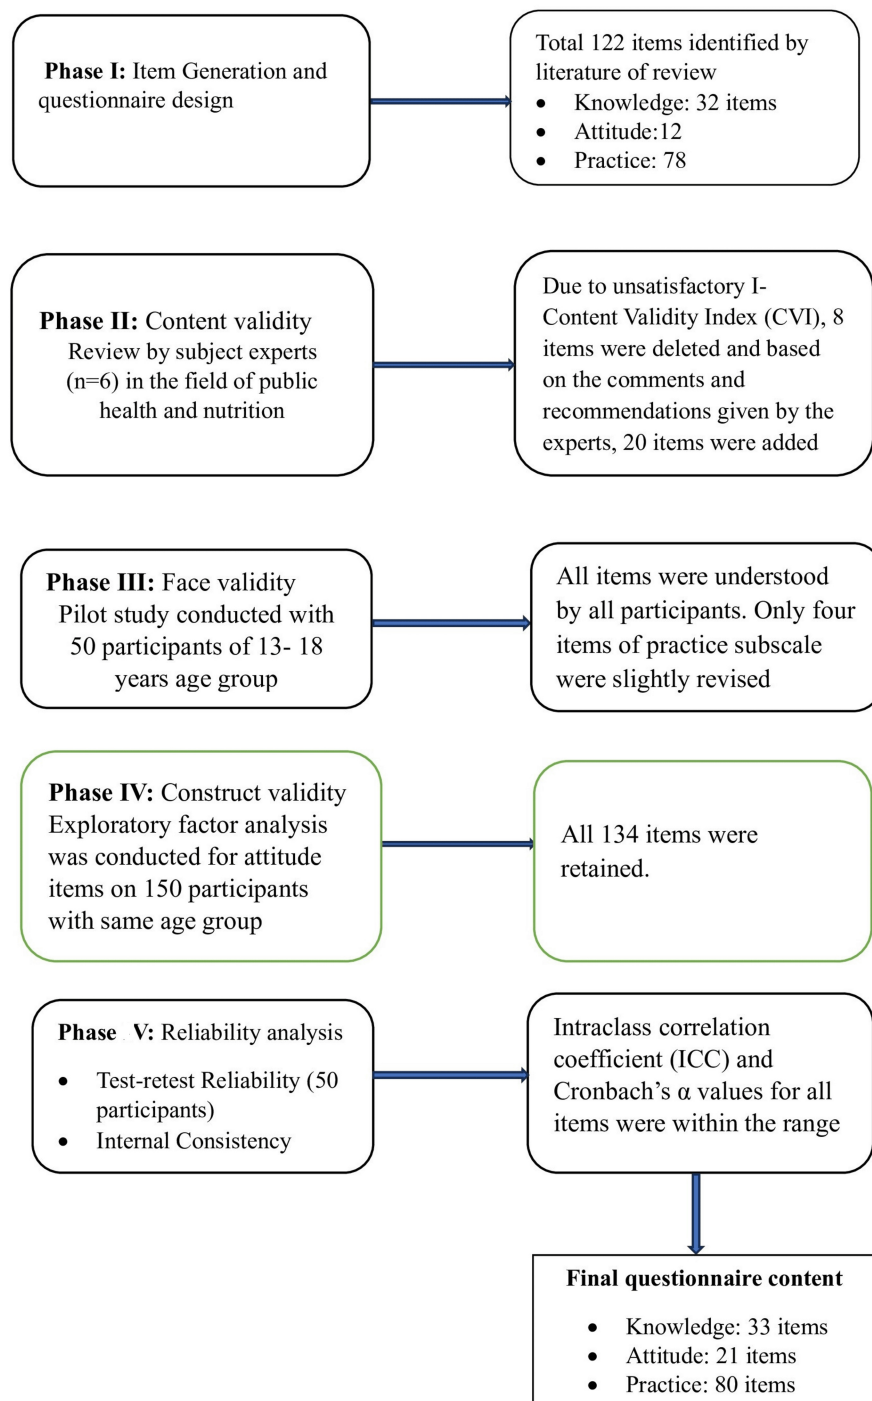 Phase I: Item Generation and
questionnaire design
Total 122 items identified by
literature of review
• Knowledge: 32 items
• Attitude:12
• Practice: 78
Phase II: Content validity
Review by subject experts
(n=6) in the field of public
health and nutrition
Due to unsatisfactory I-
Content Validity Index (CVI), 8
items were deleted and based
on the comments and
recommendations given by the
experts, 20 items were added
Phase III: Face validity
Pilot study conducted with
50 participants of 13- 18
years age group
All items were understood
by all participants. Only four
items of practice subscale
were slightly revised
Phase IV: Construct validity
Exploratory factor analysis
was conducted for attitude
items on 150 participants
with same age group
All 134 items were
retained.
Phase V: Reliability analysis
• Test-retest Reliability (50
participants)
• Internal Consistency
Intraclass correlation
coefficient (ICC) and
Cronbach’s α values for all
items were within the range
Final questionnaire content
• Knowledge: 33 items
• Attitude: 21 items
• Practice: 80 items